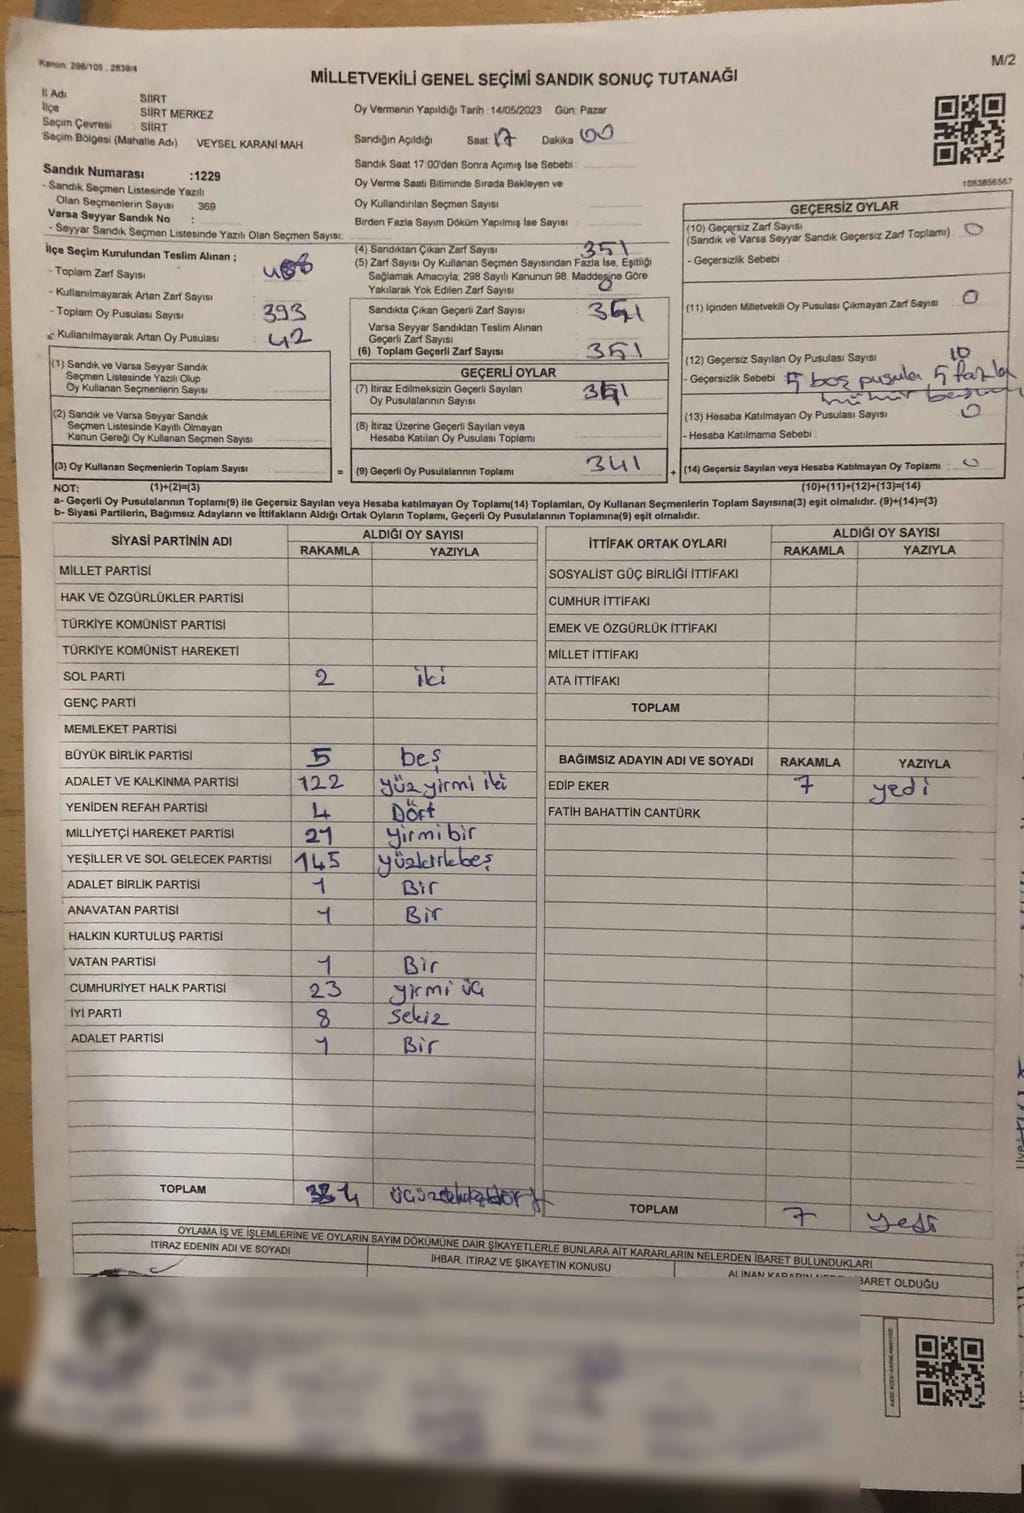 Kanun: 298/105 , 2839/4
M/2
MİLLETVEKİLİ GENEL SEÇİMİ SANDIK SONUÇ TUTANAĞI
İl Adı SİİRT
İlçe SİİRT MERKEZ
Seçim Çevresi : SİİRT
Seçim Bölgesi (Mahalle Adı) VEYSEL KARANİ MAH
Sandık Numarası :1229
- Sandık Seçmen Listesinde Yazılı
Olan Seçmenlerin Sayısı 369
Varsa Seyyar Sandık No :
- Seyyar Sandık Seçmen Listesinde Yazılı Olan Seçmen Sayısı:
İlçe Seçim Kurulundan Teslim Alınan ;
- Toplam Zarf Sayısı
- Kullanılmayarak Artan Zarf Sayısı
- Toplam Oy Pusulası Sayısı 393
- Kullanılmayarak Artan Oy Pusulası 42
(1) Sandık ve Varsa Seyyar Sandık
Seçmen Listesinde Yazılı Olup
Oy Kullanan Seçmenlerin Sayısı
(2) Sandık ve Varsa Seyyar Sandık
Seçmen Listesinde Kayıtlı Olmayan
Kanun Gereği Oy Kullanan Seçmen Sayısı
(3) Oy Kullanan Seçmenlerin Toplam Sayısı
=
Oy Vermenin Yapıldığı Tarih :14/05/2023 Gün: Pazar
Sandığın Açıldığı Saat 17 Dakika 00
Sandık Saat 17:00'den Sonra Açımış İse Sebebi :
Oy Verme Saati Bitiminde Sırada Bekleyen ve
Oy Kullandırılan Seçmen Sayısı
Birden Fazla Sayım Döküm Yapılmış İse Sayısı :
(4) Sandıktan Çıkan Zarf Sayısı 351
(5) Zarf Sayısı Oy Kullanan Seçmen Sayısından Fazla İse, Eşitliği
Sağlamak Amacıyla; 298 Sayılı Kanunun 98. Maddesine Göre
Yakılarak Yok Edilen Zarf Sayısı 0
Sandıkta Çıkan Geçerli Zarf Sayısı 351
Varsa Seyyar Sandıktan Teslim Alınan
Geçerli Zarf Sayısı
(6) Toplam Geçerli Zarf Sayısı 351
GEÇERLİ OYLAR
(7) İtiraz Edilmeksizin Geçerli Sayılan
Oy Pusulalarının Sayısı
(8) İtiraz Üzerine Geçerli Sayılan veya
Hesaba Katılan Oy Pusulası Toplamı
(9) Geçerli Oy Pusulalarının Toplamı 341
+
1083856567
GEÇERSİZ OYLAR
(10) Geçersiz Zarf Sayısı 0
(Sandık ve Varsa Seyyar Sandık Geçersiz Zarf Toplamı)
- Geçersizlik Sebebi :
(11) İçinden Milletvekili Oy Pusulası Çıkmayan Zarf Sayısı 0
(12) Geçersiz Sayılan Oy Pusulası Sayısı 10
- Geçersizlik Sebebi 5 boş pusula, 5 fazla
mühür
(13) Hesaba Katılmayan Oy Pusulası Sayısı 0
- Hesaba Katılmama Sebebi :
(14) Geçersiz Sayılan veya Hesaba Katılmayan Oy Toplamı : 0
NOT: (1)+(2)=(3) (10)+(11)+(12)+(13)=(14)
a- Geçerli Oy Pusulalarının Toplamı(9) ile Geçersiz Sayılan veya Hesaba katılmayan Oy Toplamı(14) Toplamları, Oy Kullanan Seçmenlerin Toplam Sayısına(3) eşit olmalıdır. (9)+(14)=(3)
b- Siyasi Partilerin, Bağımsız Adayların ve İttifakların Aldığı Ortak Oyların Toplamı, Geçerli Oy Pusulalarının Toplamına(9) eşit olmalıdır.
SİYASİ PARTİNİN ADI ALDIĞI OY SAYISI
RAKAMLA YAZIYLA
MİLLET PARTİSİ
HAK VE ÖZGÜRLÜKLER PARTİSİ
TÜRKİYE KOMÜNİST PARTİSİ
TÜRKİYE KOMÜNİST HAREKETİ
SOL PARTİ 2 iki
GENÇ PARTİ
MEMLEKET PARTİSİ
BÜYÜK BİRLİK PARTİSİ 5 beş
ADALET VE KALKINMA PARTİSİ 122 yüz yirmi iki
YENİDEN REFAH PARTİSİ 4 Dört
MİLLİYETÇİ HAREKET PARTİSİ 21 yirmi bir
YEŞİLLER VE SOL GELECEK PARTİSİ 145 yüzkırkbeş
ADALET BİRLİK PARTİSİ 1 Bir
ANAVATAN PARTİSİ 1 Bir
HALKIN KURTULUŞ PARTİSİ
VATAN PARTİSİ 1 Bir
CUMHURİYET HALK PARTİSİ 23 yirmi üç
İYİ PARTİ 8 sekiz
ADALET PARTİSİ 1 Bir
TOPLAM
İTTİFAK ORTAK OYLARI ALDIĞI OY SAYISI
RAKAMLA YAZIYLA
SOSYALİST GÜÇ BİRLİĞİ İTTİFAKI
CUMHUR İTTİFAKI
EMEK VE ÖZGÜRLÜK İTTİFAKI
MİLLET İTTİFAKI
ATA İTTİFAKI
TOPLAM
BAĞIMSIZ ADAYIN ADI VE SOYADI RAKAMLA YAZIYLA
EDİP EKER 7 yedi
FATİH BAHATTİN CANTÜRK
TOPLAM 7 yedi
OYLAMA İŞ VE İŞLEMLERİNE VE OYLARIN SAYIM DÖKÜMÜNE DAİR ŞİKAYETLERLE BUNLARA AİT KARARLARIN NELERDEN İBARET BULUNDUKLARI
İTİRAZ EDENİN ADI VE SOYADI İHBAR, İTİRAZ VE ŞİKAYETİN KONUSU ALINAN KARARIN NEDEN İBARET OLDUĞU